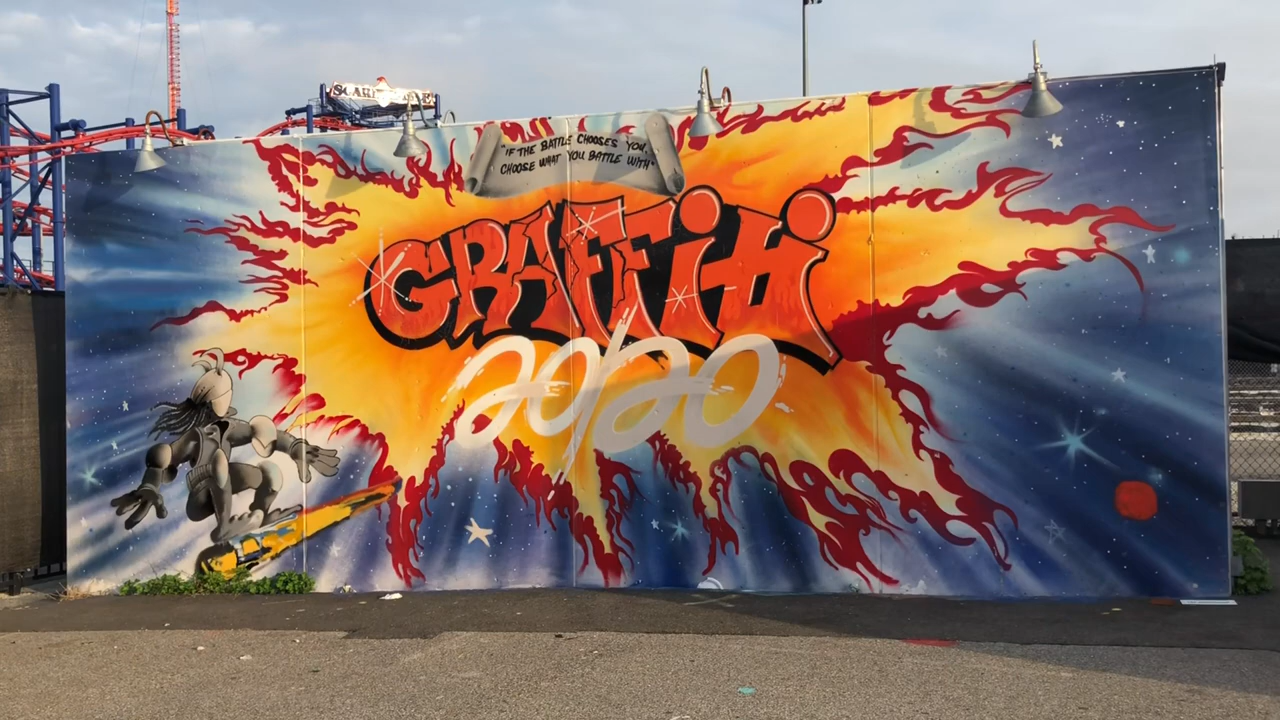 "IF THE BATTLE CHOOSES YOU,
CHOOSE WHAT YOU BATTLE WITH"
GRAFFiti
2020